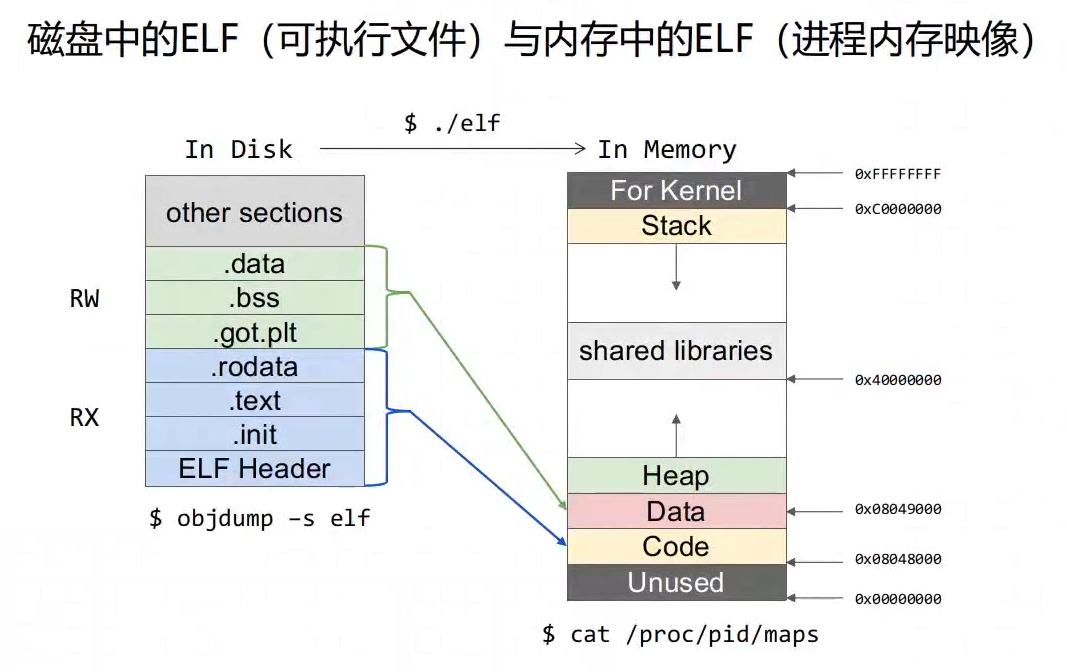 磁盘中的ELF（可执行文件）与内存中的ELF（进程内存映像）
$ ./elf
In Disk
In Memory
other sections
.data
.bss
.got.plt
.rodata
.text
.init
ELF Header
RW
RX
$ objdump –s elf
For Kernel
Stack
shared libraries
Heap
Data
Code
Unused
0xFFFFFFFF
0xC0000000
0x40000000
0x08049000
0x08048000
0x00000000
$ cat /proc/pid/maps